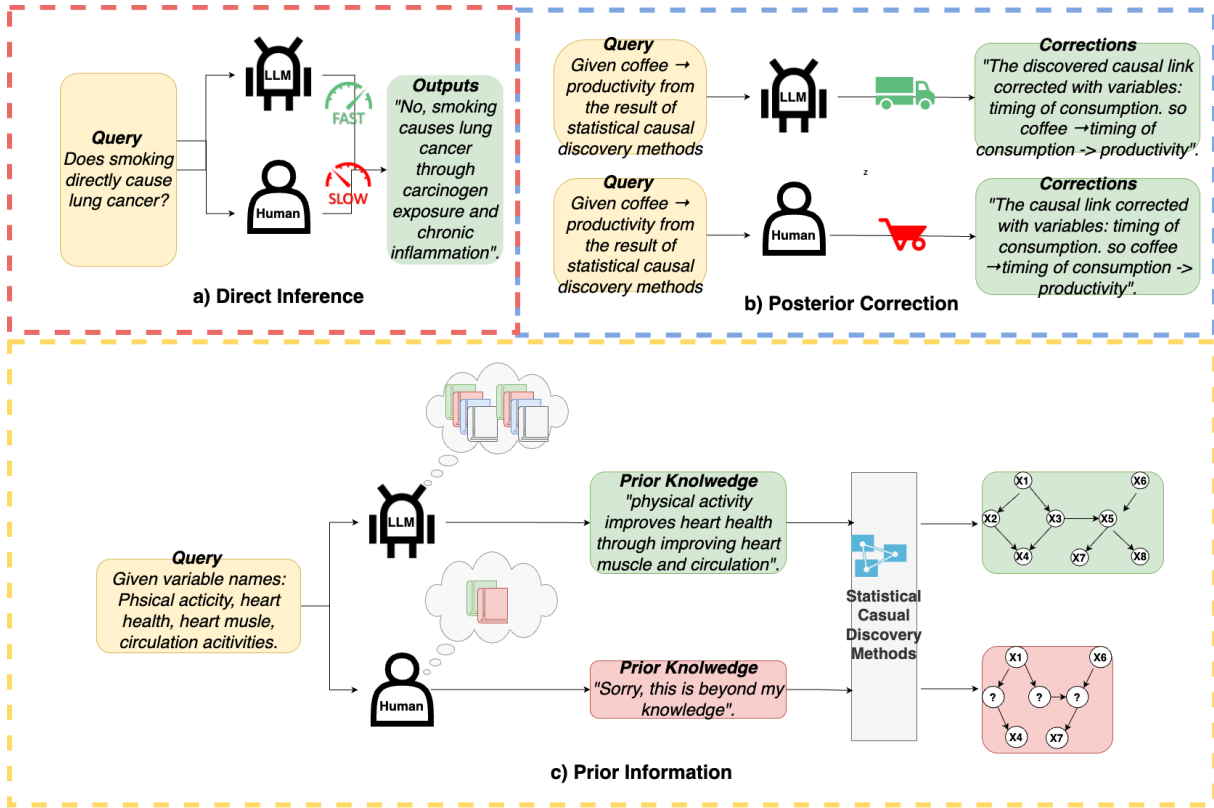 Query
Does smoking
directly cause
lung cancer?
LLM
Human
FAST
SLOW
Outputs
"No, smoking
causes lung
cancer
through
carcinogen
exposure and
chronic
inflammation".
a) Direct Inference
Query
Given coffee →
productivity from
the result of
statistical causal
discovery methods
LLM
Corrections
"The discovered causal link
corrected with variables:
timing of consumption. so
coffee →timing of
consumption -> productivity".
z
Query
Given coffee →
productivity from
the result of
statistical causal
discovery methods
Human
Corrections
"The causal link corrected
with variables: timing of
consumption. so coffee
→timing of consumption ->
productivity".
b) Posterior Correction
Query
Given variable names:
Phsical acticity, heart
health, heart musle,
circulation acitivities.
LLM
Prior Knolwedge
"physical activity
improves heart health
through improving heart
muscle and circulation".
Human
Prior Knolwedge
"Sorry, this is beyond my
knowledge".
Statistical
Casual
Discovery
Methods
X1
X6
X2
X3
X5
X4
X7
X8
X1
X6
?
?
?
X4
X7
c) Prior Information